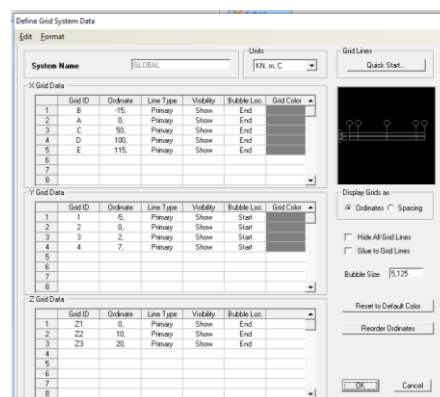 Define Grid System Data
Edit Format
System Name GLOBAL
Units
KN, m, C
Grid Lines
Quick Start...
X Grid Data
Grid ID Ordinate Line Type Visibility Bubble Loc. Grid Color
1 B -15, Primary Show End
2 A 0, Primary Show End
3 C 50, Primary Show End
4 D 100, Primary Show End
5 E 115, Primary Show End
6
7
8
Y Grid Data
Grid ID Ordinate Line Type Visibility Bubble Loc. Grid Color
1 1 -5, Primary Show Start
2 2 0, Primary Show Start
3 3 2, Primary Show Start
4 4 7, Primary Show Start
5
6
7
8
Display Grids as
Ordinates Spacing
Hide All Grid Lines
Glue to Grid Lines
Bubble Size 5,125
Reset to Default Color
Reorder Ordinates
Z Grid Data
Grid ID Ordinate Line Type Visibility Bubble Loc.
1 Z1 0, Primary Show End
2 Z2 10, Primary Show End
3 Z3 20, Primary Show End
4
5
6
7
8
OK Cancel